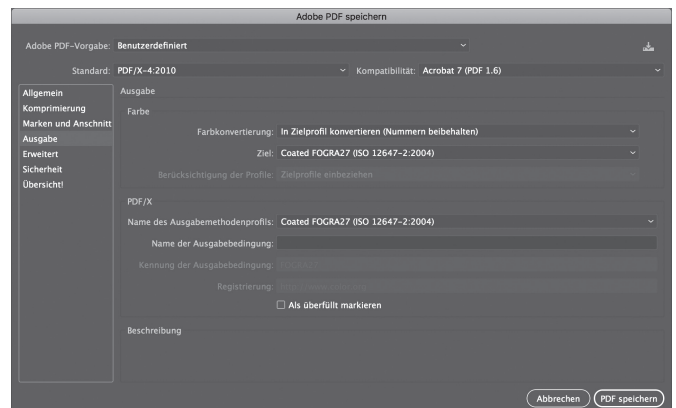 Adobe PDF speichern
Adobe PDF-Vorgabe: Benutzerdefiniert
Standard: PDF/X-4:2010 Kompatibilität: Acrobat 7 (PDF 1.6)
Allgemein
Komprimierung
Marken und Anschnitt
Ausgabe
Erweitert
Sicherheit
Übersicht!
Ausgabe
Farbe
Farbkonvertierung: In Zielprofil konvertieren (Nummern beibehalten)
Ziel: Coated FOGRA27 (ISO 12647-2:2004)
Berücksichtigung der Profile: Zielprofile einbeziehen
PDF/X
Name des Ausgabemethodenprofils: Coated FOGRA27 (ISO 12647-2:2004)
Name der Ausgabebedingung:
Kennung der Ausgabebedingung: FOGRA27
Registrierung:
Als überfüllt markieren
Beschreibung
Abbrechen PDF speichern